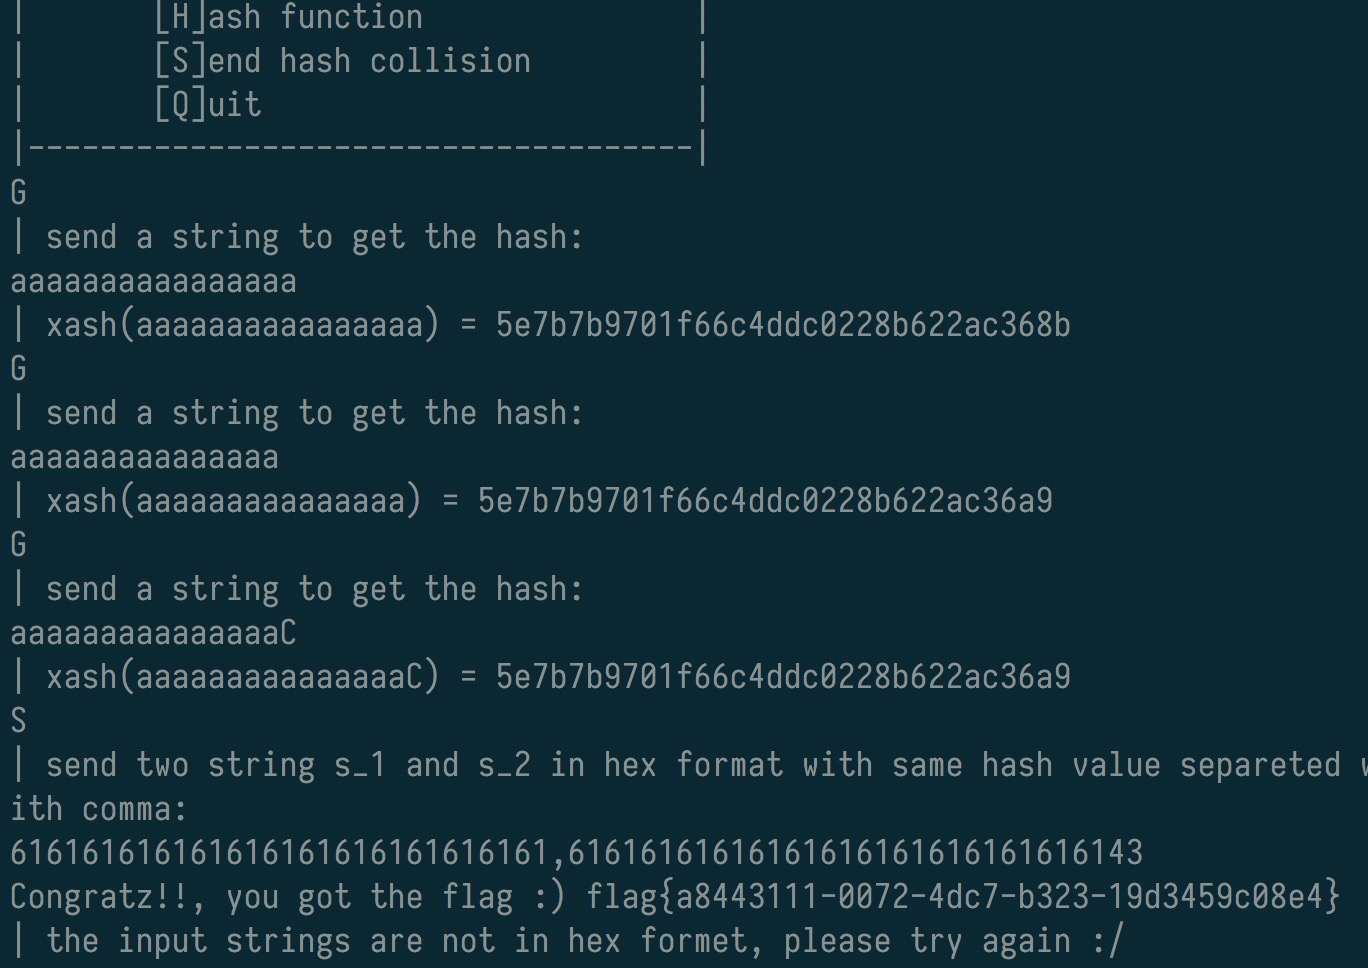 |       [H]ash function               |
|       [S]end hash collision         |
|       [Q]uit                        |
|-------------------------------------|
G
| send a string to get the hash:
aaaaaaaaaaaaaaaa
| xash(aaaaaaaaaaaaaaaa) = 5e7b7b9701f66c4ddc0228b622ac368b
G
| send a string to get the hash:
aaaaaaaaaaaaaaa
| xash(aaaaaaaaaaaaaaa) = 5e7b7b9701f66c4ddc0228b622ac36a9
G
| send a string to get the hash:
aaaaaaaaaaaaaaaC
| xash(aaaaaaaaaaaaaaaC) = 5e7b7b9701f66c4ddc0228b622ac36a9
S
| send two string s_1 and s_2 in hex format with same hash value separeted w
ith comma:
616161616161616161616161616161,61616161616161616161616161616143
Congratz!!, you got the flag :) flag{a8443111-0072-4dc7-b323-19d3459c08e4}
| the input strings are not in hex formet, please try again :/